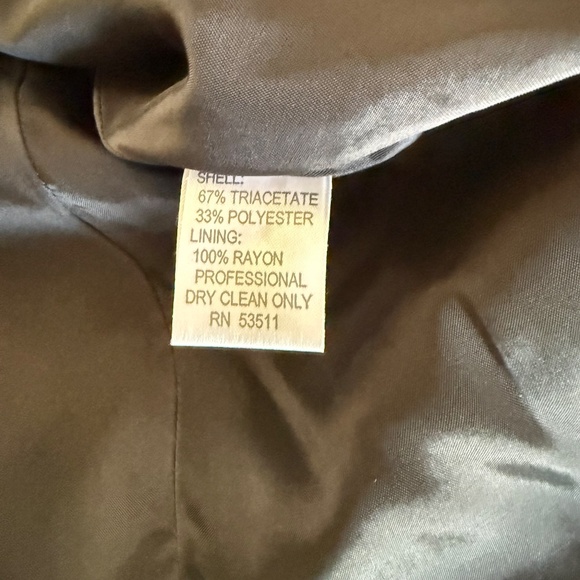 SHELL:
67% TRIACETATE
33% POLYESTER
LINING:
100% RAYON
PROFESSIONAL
DRY CLEAN ONLY
RN 53511